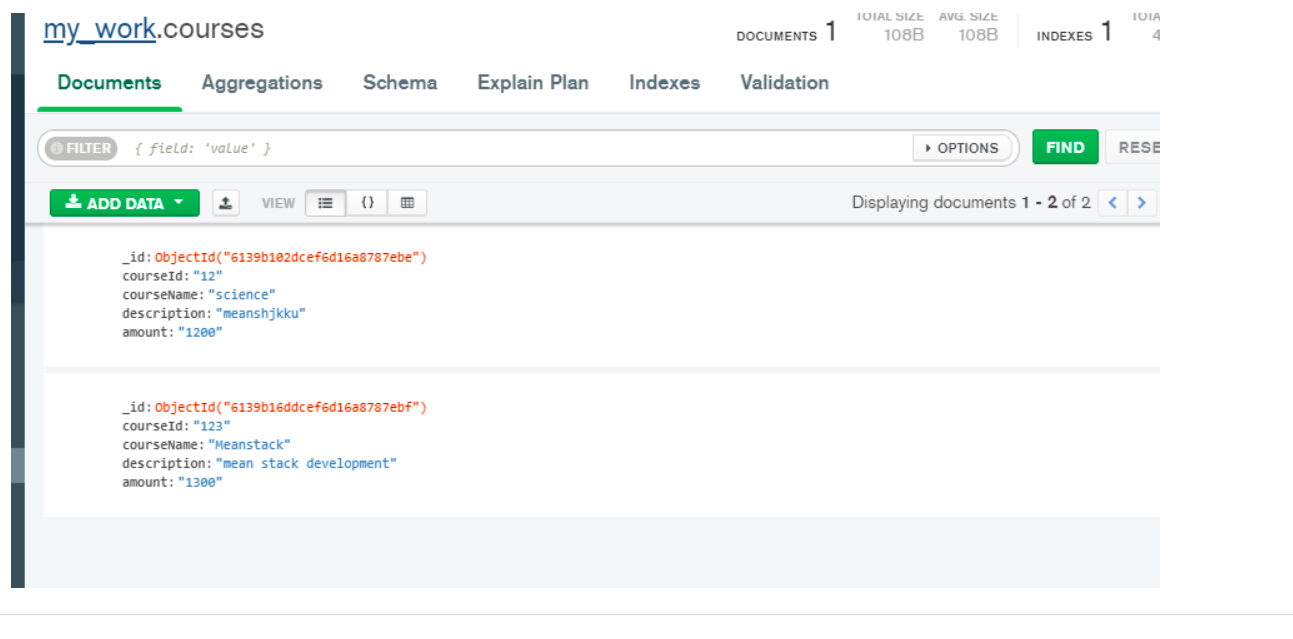 my_work.courses
DOCUMENTS 1 TOTAL SIZE 108B AVG. SIZE 108B INDEXES 1
Documents Aggregations Schema Explain Plan Indexes Validation
FILTER { field: 'value' } OPTIONS FIND
ADD DATA VIEW {} Displaying documents 1 - 2 of 2
_id: ObjectId("6139b102dcef6d16a8787ebe")
courseId: "12"
courseName: "science"
description: "meanshjkku"
amount: "1200"
_id: ObjectId("6139b16ddcef6d16a8787ebf")
courseId: "123"
courseName: "Meanstack"
description: "mean stack development"
amount: "1300"